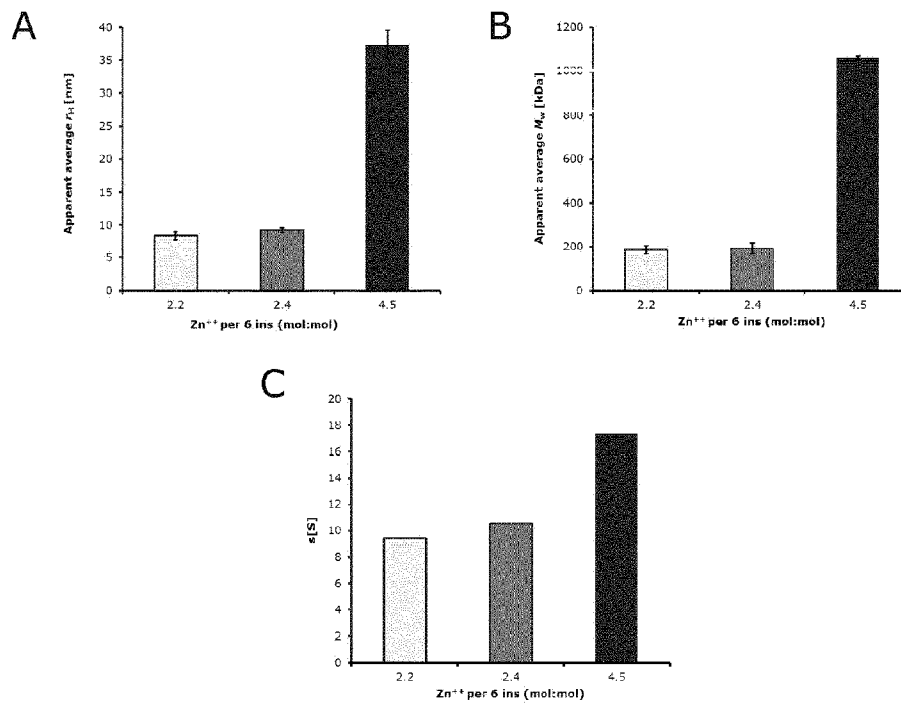 A
40
35
30
25
20
15
10
5
0
Apparent average r_H [nm]
2.2 2.4 4.5
Zn⁺⁺ per 6 ins (mol:mol)
B
1200
1000
800
600
400
200
0
Apparent average M_w [kDa]
2.2 2.4 4.5
Zn⁺⁺ per 6 ins (mol:mol)
C
20
18
16
14
12
10
8
6
4
2
0
s[S]
2.2 2.4 4.5
Zn⁺⁺ per 6 ins (mol:mol)